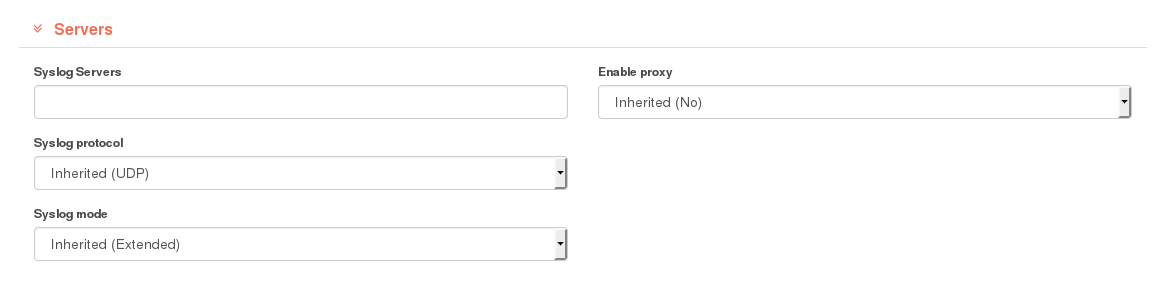 Servers
Syslog Servers
Enable proxy
Inherited (No)
Syslog protocol
Inherited (UDP)
Syslog mode
Inherited (Extended)